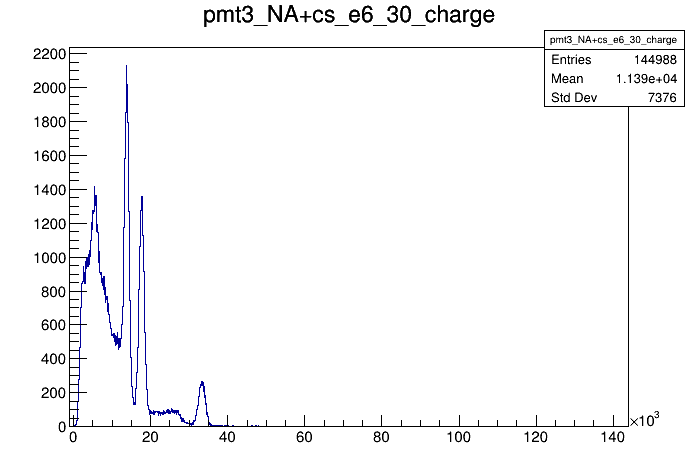 pmt3_NA+cs_e6_30_charge
pmt3_NA+cs_e6_30_charge
Entries 144988
Mean 1.139e+04
Std Dev 7376
2200
2000
1800
1600
1400
1200
1000
800
600
400
200
0
0 20 40 60 80 100 120 140
×10³